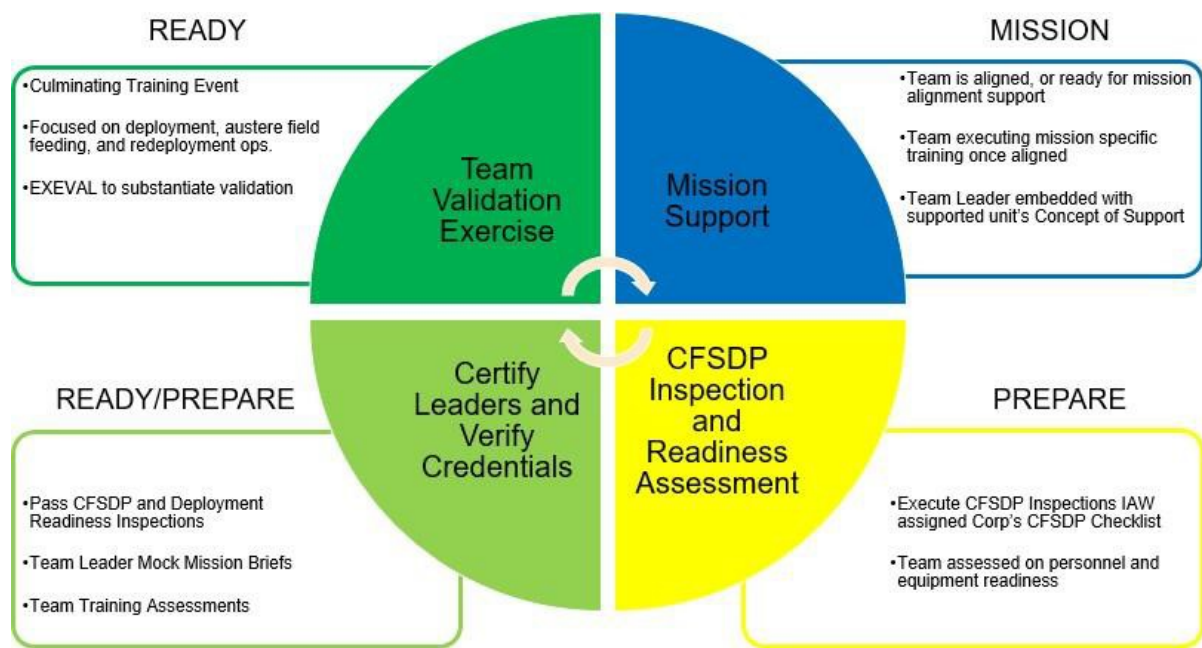 READY
•Culminating Training Event
•Focused on deployment, austere field
feeding, and redeployment ops.
•EXEVAL to substantiate validation
Team
Validation
Exercise
Mission
Support
MISSION
•Team is aligned, or ready for mission
alignment support
•Team executing mission specific
training once aligned
•Team Leader embedded with
supported unit's Concept of Support
READY/PREPARE
•Pass CFSDP and Deployment
Readiness Inspections
•Team Leader Mock Mission Briefs
•Team Training Assessments
Certify
Leaders and
Verify
Credentials
CFSDP
Inspection
and
Readiness
Assessment
PREPARE
•Execute CFSDP Inspections IAW
assigned Corp's CFSDP Checklist
•Team assessed on personnel and
equipment readiness